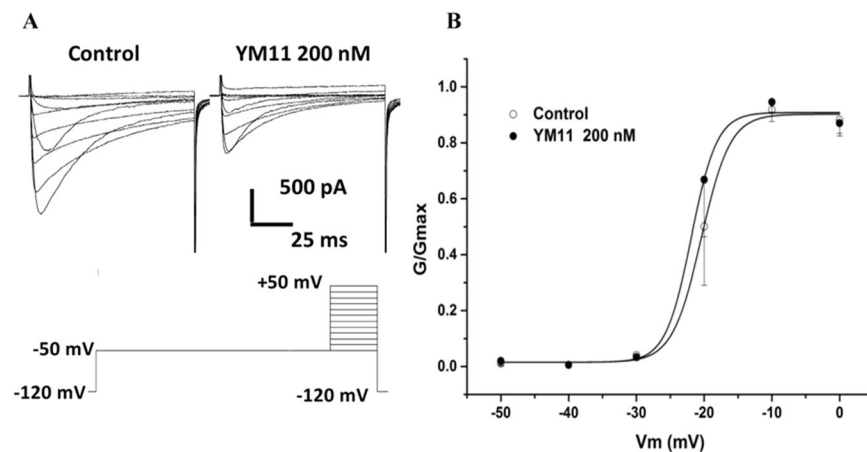 A
Control
YM11 200 nM
500 pA
25 ms
+50 mV
-50 mV
-120 mV
-120 mV
B
Control
YM11 200 nM
G/Gmax
1.0
0.8
0.6
0.4
0.2
0.0
-50 -40 -30 -20 -10 0
Vm (mV)